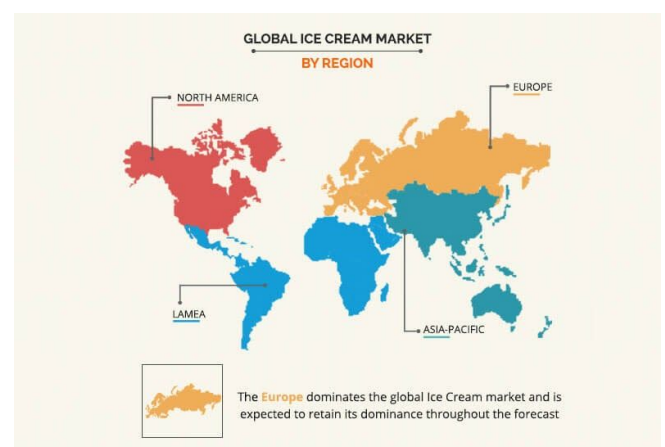 GLOBAL ICE CREAM MARKET
BY REGION
NORTH AMERICA
EUROPE
LAMEA
ASIA-PACIFIC
The Europe dominates the global Ice Cream market and is
expected to retain its dominance throughout the forecast